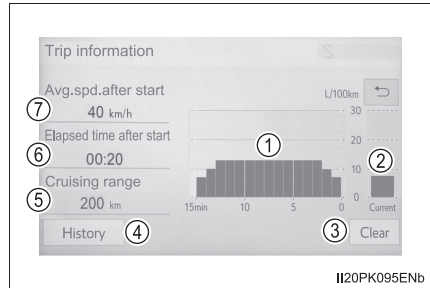 Trip information
Avg.spd.after start
40 km/h
Elapsed time after start
00:20
Cruising range
200 km
History
L/100km
30
20
10
0
15min 10 5 0
Current
Clear
1
2
3
4
5
6
7
II20PK095ENb